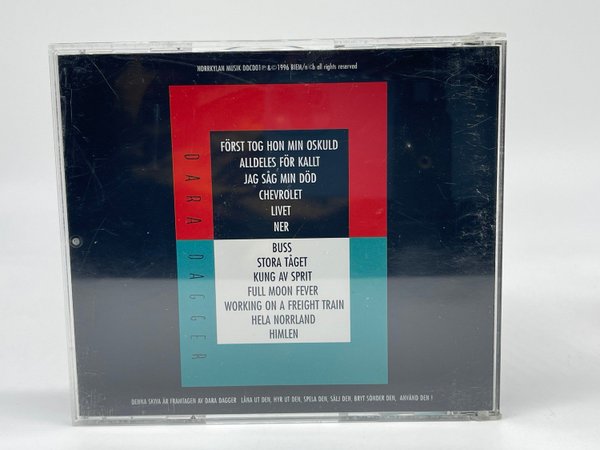 NORRKYLAN MUSIK DDCD01 ℗ & © 1996 BIEM/n©b all rights reserved
DARA DAGGER
FÖRST TOG HON MIN OSKULD
ALLDELES FÖR KALLT
JAG SÅG MIN DÖD
CHEVROLET
LIVET
NER
BUSS
STORA TÅGET
KUNG AV SPRIT
FULL MOON FEVER
WORKING ON A FREIGHT TRAIN
HELA NORRLAND
HIMLEN
DENNA SKIVA ÄR FRAMTAGEN AV DARA DAGGER LÅNA UT DEN, HYR UT DEN, SPELA DEN, SÄLJ DEN, BRYT SÖNDER DEN, ANVÄND DEN !